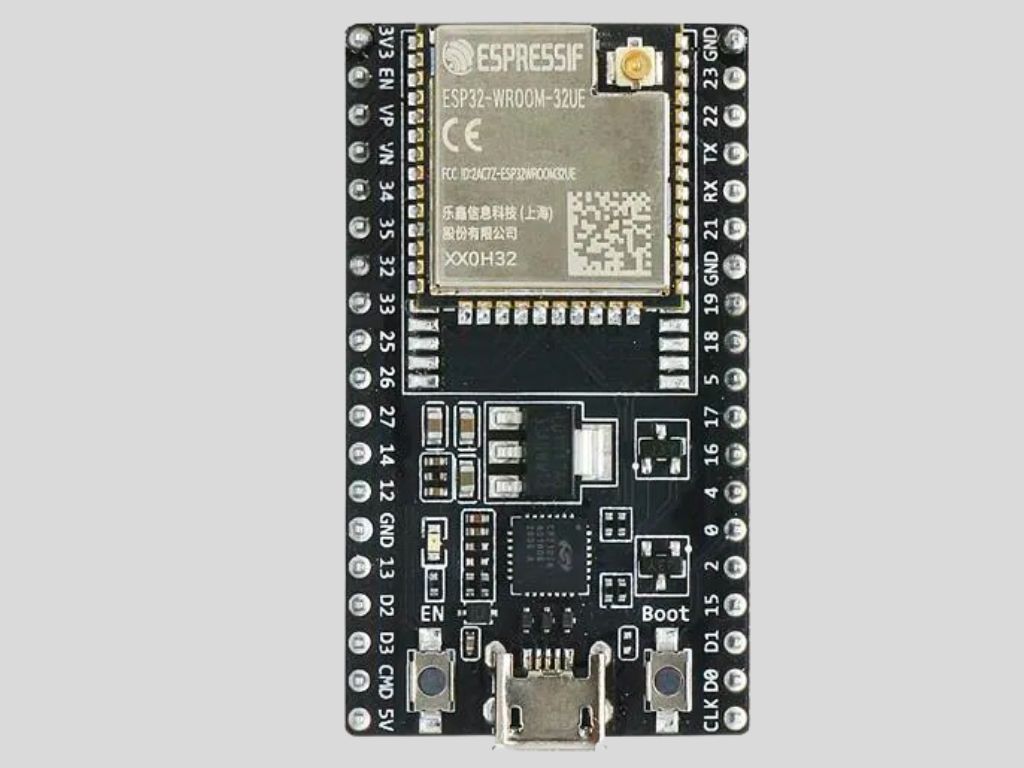 3V3
EN
VP
VN
34
35
32
33
25
26
27
14
12
GND
13
D2
D3
CMD
5V
ESPRESSIF
ESP32-WROOM-32UE
CE
FCC ID:2AC7Z-ESP32WROOM32UE
乐鑫信息科技(上海)
股份有限公司
XX0H32
EN
Boot
GND
23
22
TX
RX
21
GND
19
18
5
17
16
4
0
2
15
D1
D0
CLK